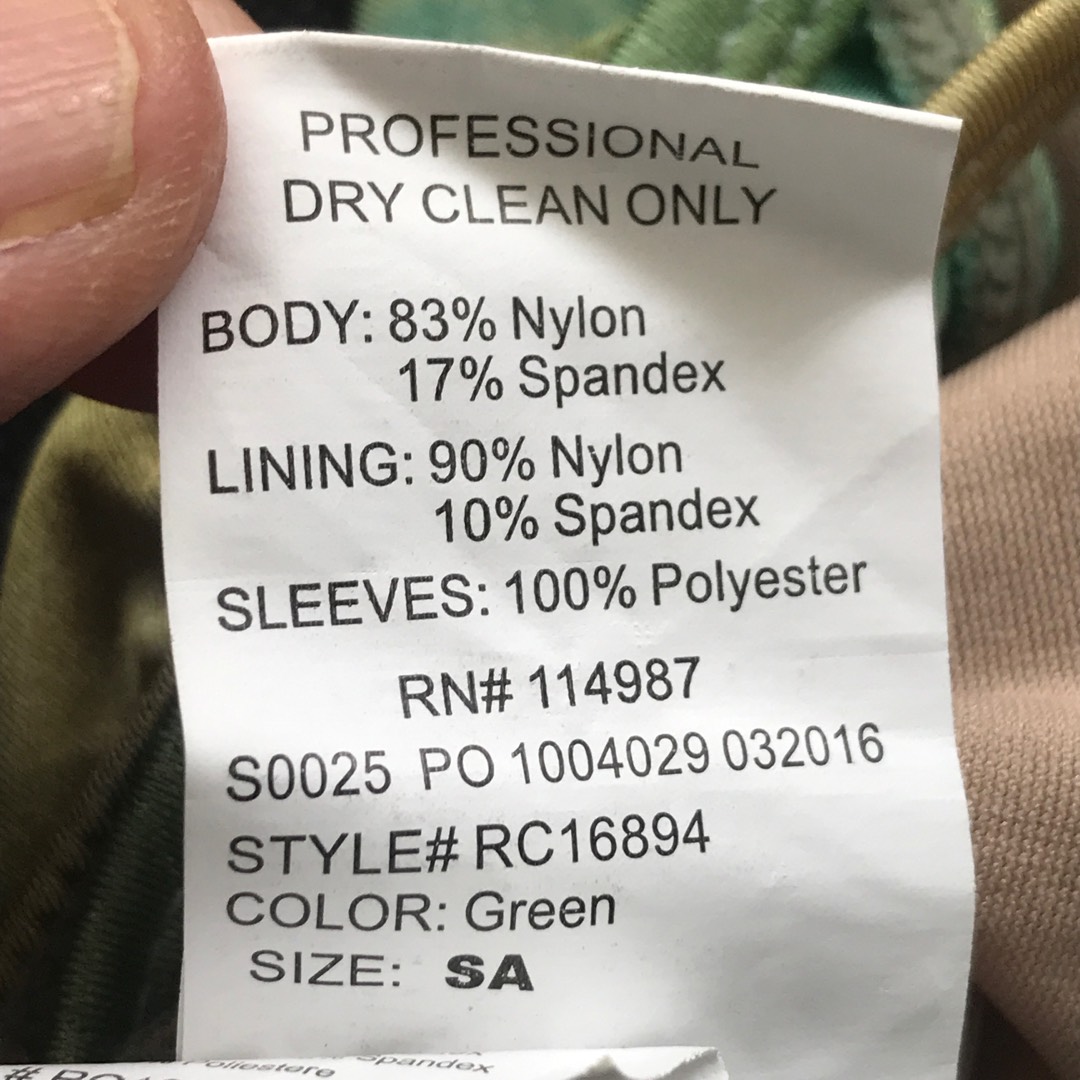 PROFESSIONAL
DRY CLEAN ONLY
BODY: 83% Nylon
17% Spandex
LINING: 90% Nylon
10% Spandex
SLEEVES: 100% Polyester
RN# 114987
S0025 PO 1004029 032016
STYLE# RC16894
COLOR: Green
SIZE: SA
Spandex